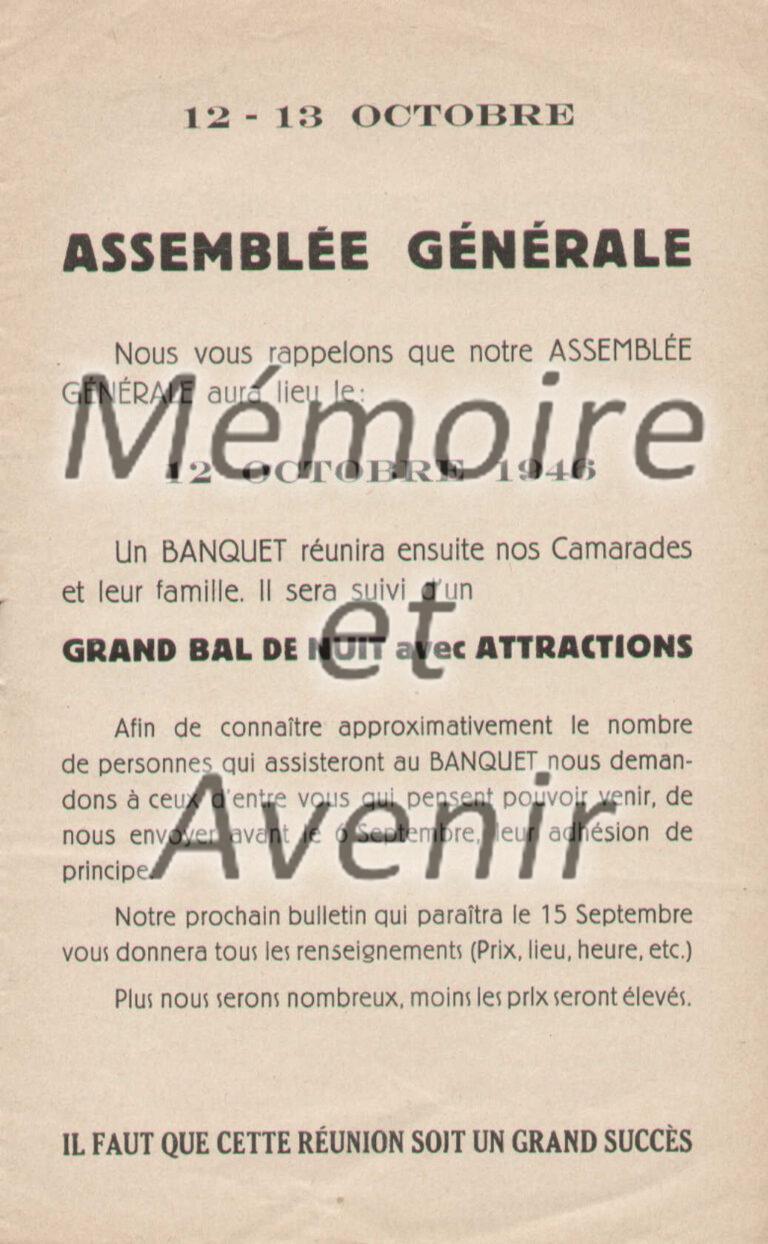 12 - 13 OCTOBRE
ASSEMBLÉE GÉNÉRALE
Nous vous rappelons que notre ASSEMBLÉE
GÉNÉRALE aura lieu le :
Mémoire
12 OCTOBRE 1946
Un BANQUET réunira ensuite nos Camarades
et leur famille. Il sera suivi d'un
et
GRAND BAL DE NUIT avec ATTRACTIONS
Afin de connaître approximativement le nombre
de personnes qui assisteront au BANQUET nous deman-
dons à ceux d'entre vous qui pensent pouvoir venir, de
Avenir
nous envoyer avant le 6 Septembre, leur adhésion de
principe.
Notre prochain bulletin qui paraîtra le 15 Septembre
vous donnera tous les renseignements (Prix, lieu, heure, etc.)
Plus nous serons nombreux, moins les prIx seront élevés.
IL FAUT QUE CETTE RÉUNION SOIT UN GRAND SUCCÈS